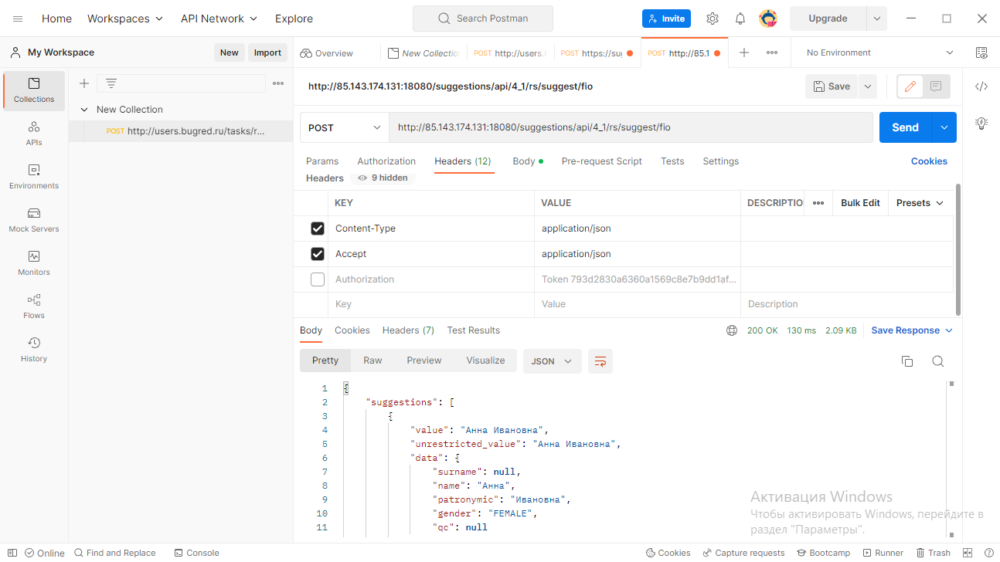 Home Workspaces API Network Explore Search Postman Invite Upgrade
My Workspace New Import Overview New Collectio POST http://users.l POST https://sug POST http://85.1 No Environment
Collections
APIs
Environments
Mock Servers
Monitors
Flows
History
New Collection
POST http://users.bugred.ru/tasks/r...
http://85.143.174.131:18080/suggestions/api/4_1/rs/suggest/fio Save
POST http://85.143.174.131:18080/suggestions/api/4_1/rs/suggest/fio Send
Params Authorization Headers (12) Body Pre-request Script Tests Settings Cookies
Headers 9 hidden
KEY VALUE DESCRIPTIO Bulk Edit Presets
Content-Type application/json
Accept application/json
Authorization Token 793d2830a6360a1569c8e7b9dd1af...
Key Value Description
Body Cookies Headers (7) Test Results 200 OK 130 ms 2.09 KB Save Response
Pretty Raw Preview Visualize JSON
1 {
2 "suggestions": [
3 {
4 "value": "Анна Ивановна",
5 "unrestricted_value": "Анна Ивановна",
6 "data": {
7 "surname": null,
8 "name": "Анна",
9 "patronymic": "Ивановна",
10 "gender": "FEMALE",
11 "qc": null
Активация Windows
Чтобы активировать Windows, перейдите в
раздел "Параметры".
Online Find and Replace Console Cookies Capture requests Bootcamp Runner Trash